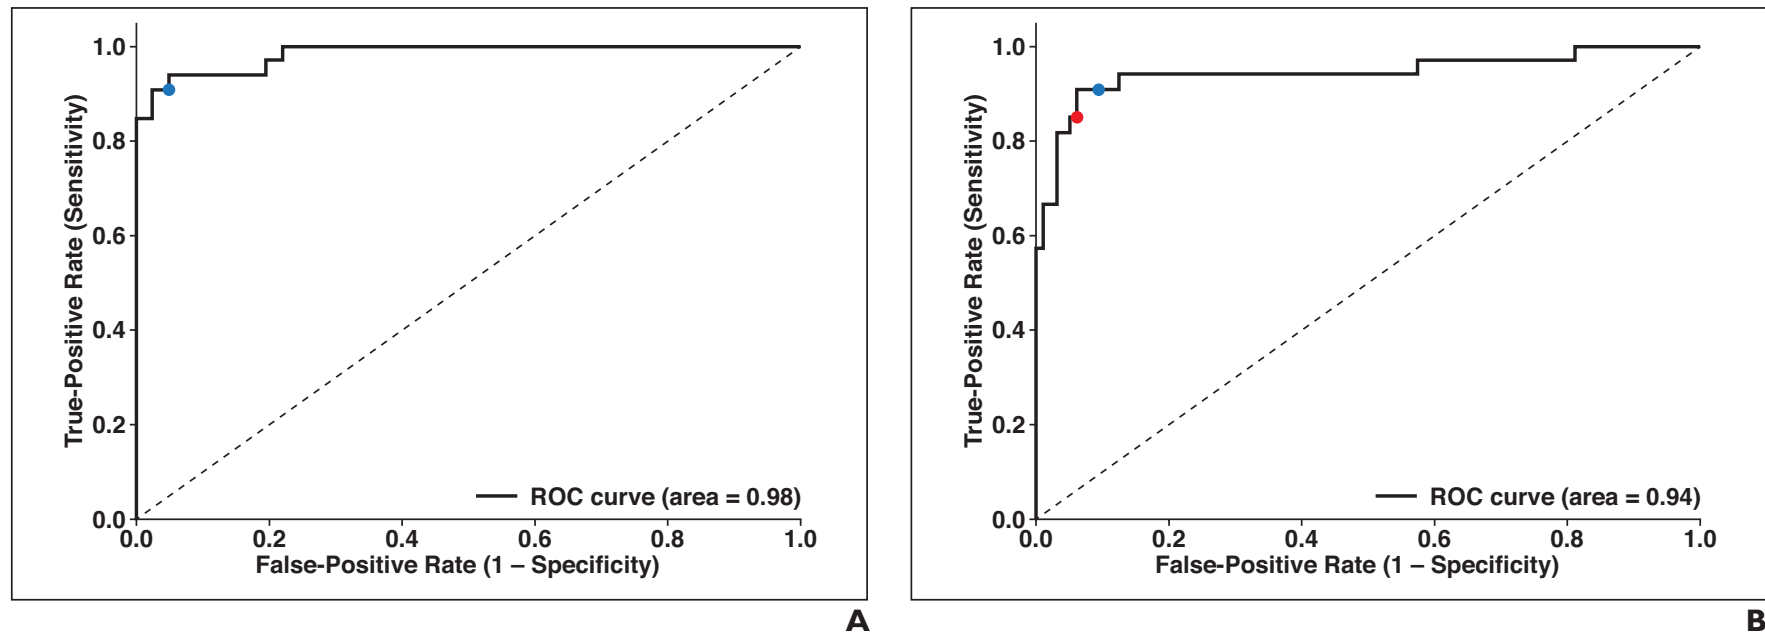 1.0
0.8
0.6
0.4
0.2
0.0
True-Positive Rate (Sensitivity)
ROC curve (area = 0.98)
0.0 0.2 0.4 0.6 0.8 1.0
False-Positive Rate (1 – Specificity)
A
1.0
0.8
0.6
0.4
0.2
0.0
True-Positive Rate (Sensitivity)
ROC curve (area = 0.94)
0.0 0.2 0.4 0.6 0.8 1.0
False-Positive Rate (1 – Specificity)
B